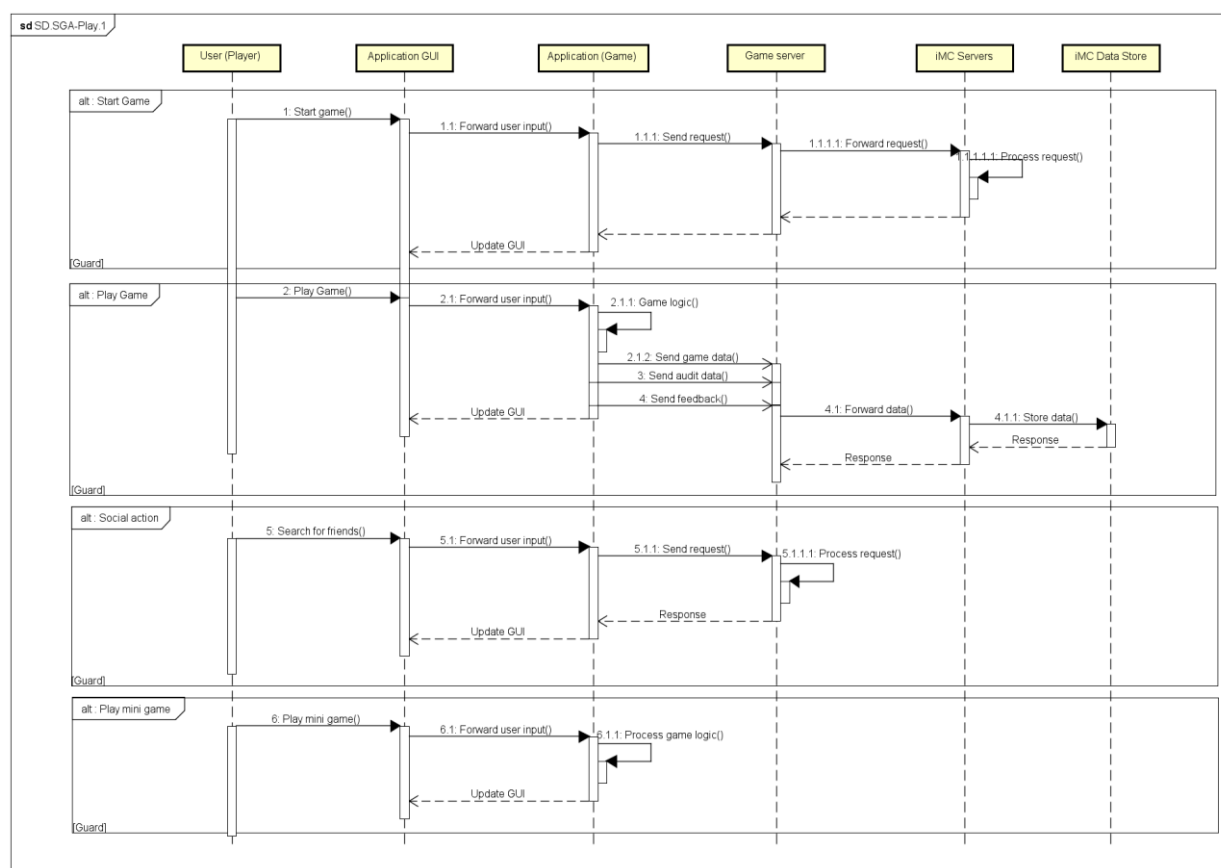 sd SD.SGA-Play.1
User (Player)
Application GUI
Application (Game)
Game server
iMC Servers
iMC Data Store
alt : Start Game
1: Start game()
1.1: Forward user input()
1.1.1: Send request()
1.1.1.1: Forward request()
1.1.1.1.1: Process request()
Update GUI
[Guard]
alt : Play Game
2: Play Game()
2.1: Forward user input()
2.1.1: Game logic()
2.1.2: Send game data()
3: Send audit data()
4: Send feedback()
Update GUI
4.1: Forward data()
4.1.1: Store data()
Response
Response
[Guard]
alt : Social action
5: Search for friends()
5.1: Forward user input()
5.1.1: Send request()
5.1.1.1: Process request()
Response
Update GUI
[Guard]
alt : Play mini game
6: Play mini game()
6.1: Forward user input()
6.1.1: Process game logic()
Update GUI
[Guard]